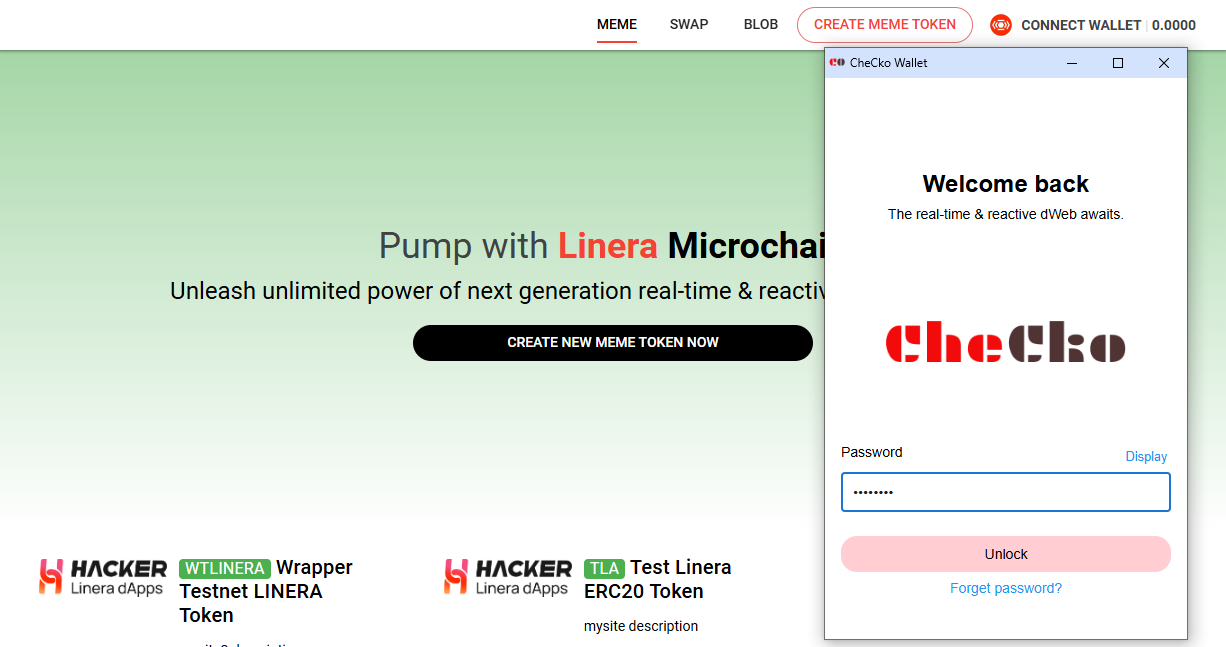 MEME SWAP BLOB CREATE MEME TOKEN CONNECT WALLET 0.0000
CheCko Wallet
Welcome back
The real-time & reactive dWeb awaits.
CheCko
Password
Display
••••••••
Unlock
Forget password?
Pump with Linera Microchai
Unleash unlimited power of next generation real-time & reactiv
CREATE NEW MEME TOKEN NOW
HACKER
Linera dApps
WTLINERA Wrapper
Testnet LINERA
Token
HACKER
Linera dApps
TLA Test Linera
ERC20 Token
mysite description